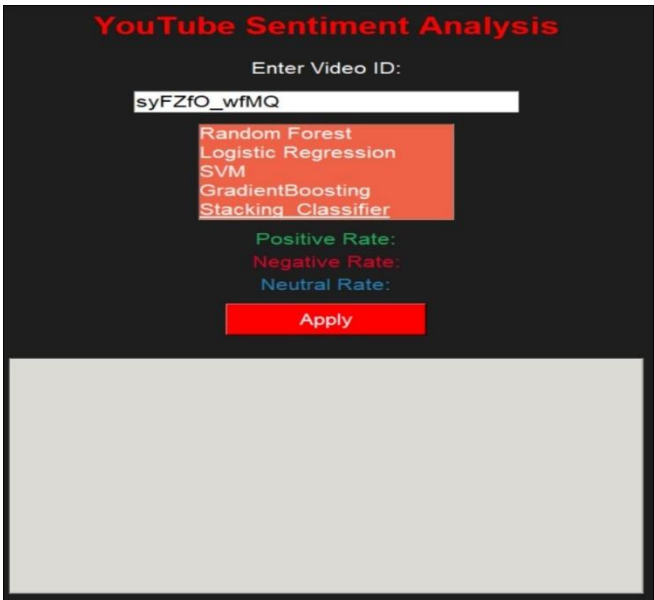 YouTube Sentiment Analysis
Enter Video ID:
syFZfO_wfMQ
Random Forest
Logistic Regression
SVM
GradientBoosting
Stacking_Classifier
Positive Rate:
Negative Rate:
Neutral Rate:
Apply